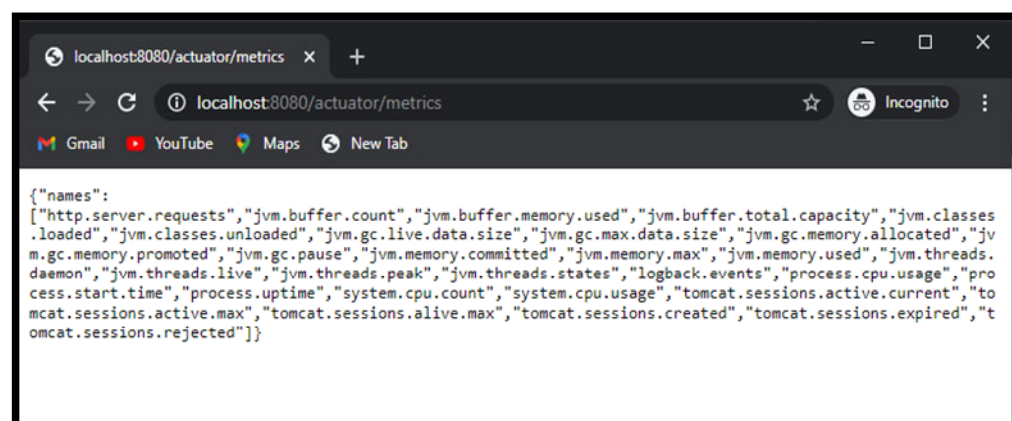 localhost:8080/actuator/metrics
localhost:8080/actuator/metrics
Incognito
Gmail YouTube Maps New Tab
{"names":
["http.server.requests","jvm.buffer.count","jvm.buffer.memory.used","jvm.buffer.total.capacity","jvm.classes
.loaded","jvm.classes.unloaded","jvm.gc.live.data.size","jvm.gc.max.data.size","jvm.gc.memory.allocated","jv
m.gc.memory.promoted","jvm.gc.pause","jvm.memory.committed","jvm.memory.max","jvm.memory.used","jvm.threads.
daemon","jvm.threads.live","jvm.threads.peak","jvm.threads.states","logback.events","process.cpu.usage","pro
cess.start.time","process.uptime","system.cpu.count","system.cpu.usage","tomcat.sessions.active.current","to
mcat.sessions.active.max","tomcat.sessions.alive.max","tomcat.sessions.created","tomcat.sessions.expired","t
omcat.sessions.rejected"]}